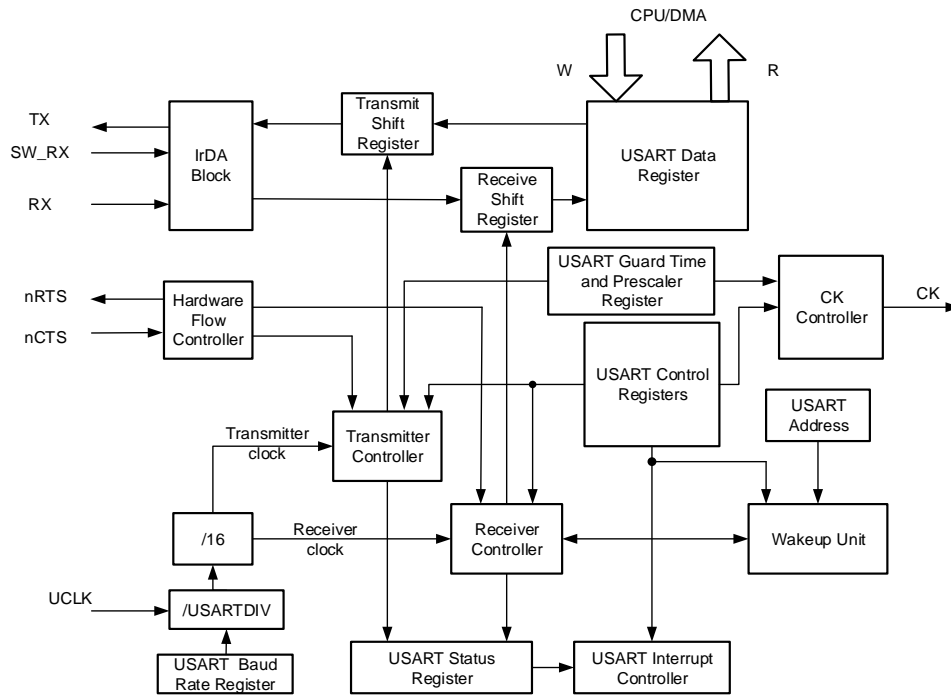 CPU/DMA
W
R
TX
SW_RX
RX
IrDA
Block
Transmit
Shift
Register
Receive
Shift
Register
USART Data
Register
USART Guard Time
and Prescaler
Register
nRTS
nCTS
Hardware
Flow
Controller
CK
Controller
CK
USART Control
Registers
USART
Address
Transmitter
clock
Transmitter
Controller
/16
Receiver
clock
Receiver
Controller
Wakeup Unit
UCLK
/USARTDIV
USART Baud
Rate Register
USART Status
Register
USART Interrupt
Controller